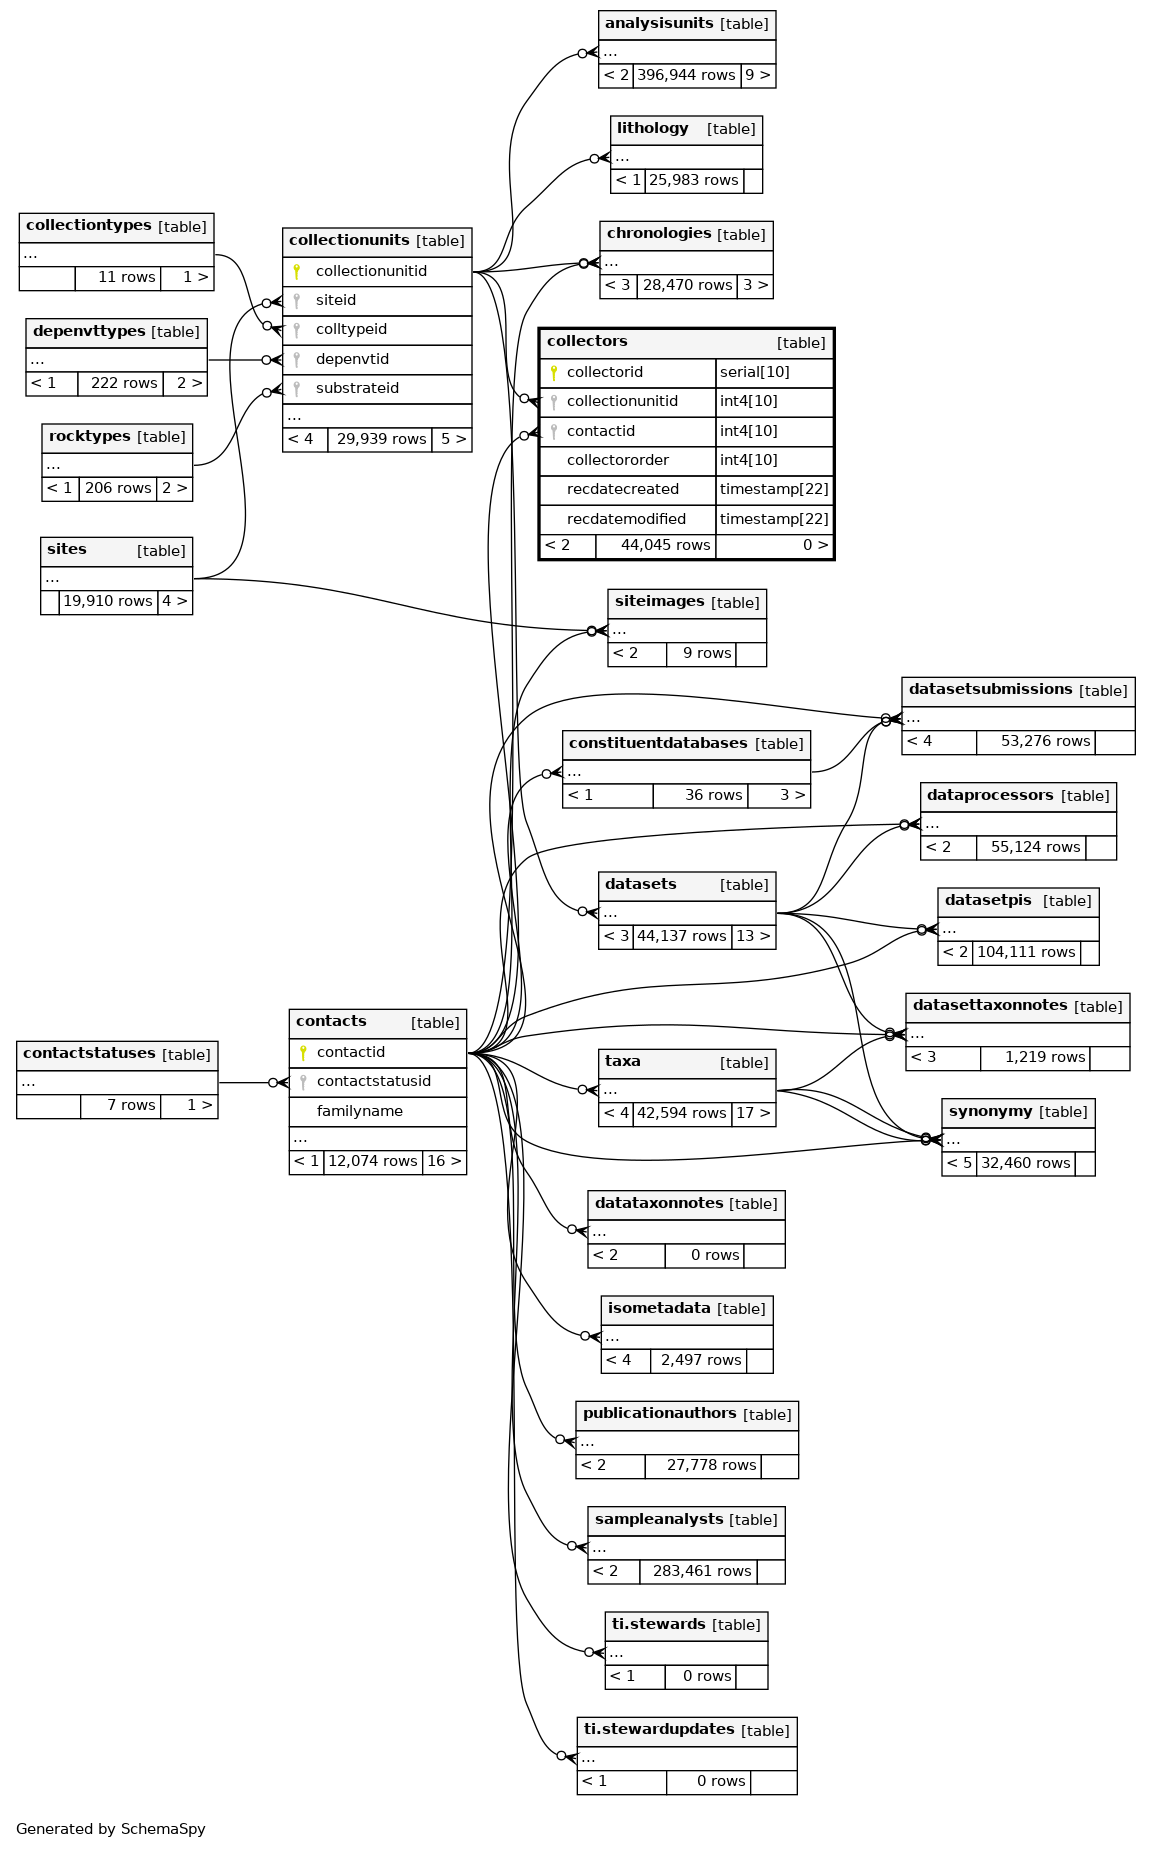 analysisunits [table]
...
< 2 396,944 rows 9 >
lithology [table]
...
< 1 25,983 rows
collectiontypes [table]
...
11 rows 1 >
collectionunits [table]
collectionunitid
siteid
colltypeid
depenvtid
substrateid
...
< 4 29,939 rows 5 >
chronologies [table]
...
< 3 28,470 rows 3 >
depenvttypes [table]
...
< 1 222 rows 2 >
collectors [table]
collectorid serial[10]
collectionunitid int4[10]
contactid int4[10]
collectororder int4[10]
recdatecreated timestamp[22]
recdatemodified timestamp[22]
< 2 44,045 rows 0 >
rocktypes [table]
...
< 1 206 rows 2 >
sites [table]
...
19,910 rows 4 >
siteimages [table]
...
< 2 9 rows
datasetsubmissions [table]
...
< 4 53,276 rows
constituentdatabases [table]
...
< 1 36 rows 3 >
dataprocessors [table]
...
< 2 55,124 rows
datasets [table]
...
< 3 44,137 rows 13 >
datasetpis [table]
...
< 2 104,111 rows
datasettaxonnotes [table]
...
< 3 1,219 rows
contacts [table]
contactid
contactstatusid
familyname
...
< 1 12,074 rows 16 >
contactstatuses [table]
...
7 rows 1 >
taxa [table]
...
< 4 42,594 rows 17 >
synonymy [table]
...
< 5 32,460 rows
datataxonnotes [table]
...
< 2 0 rows
isometadata [table]
...
< 4 2,497 rows
publicationauthors [table]
...
< 2 27,778 rows
sampleanalysts [table]
...
< 2 283,461 rows
ti.stewards [table]
...
< 1 0 rows
ti.stewardupdates [table]
...
< 1 0 rows
Generated by SchemaSpy